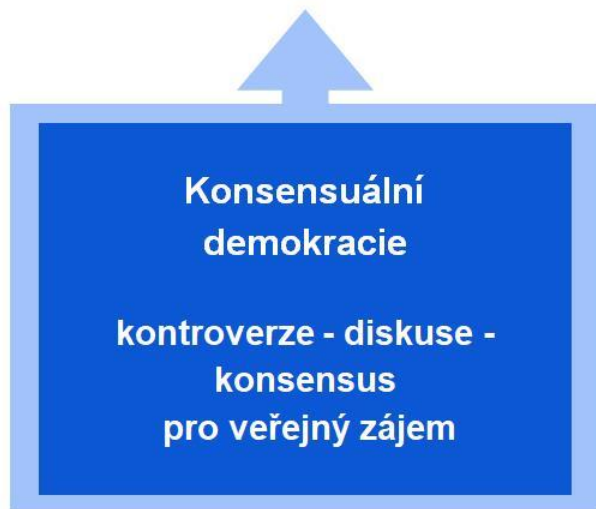 Konsensuální
demokracie
kontroverze - diskuse -
konsensus
pro veřejný zájem